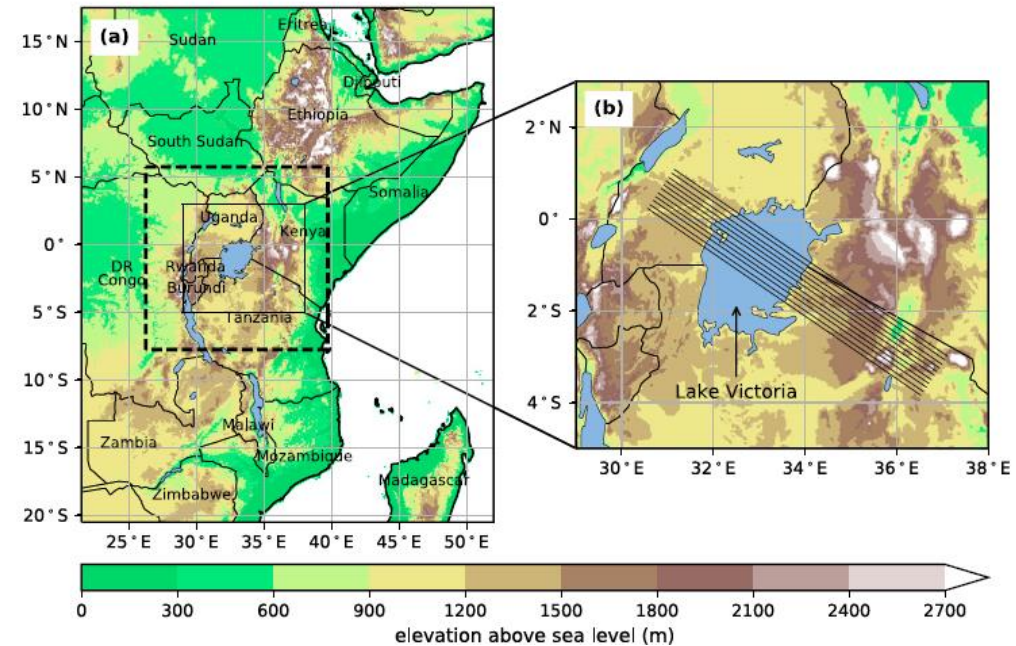 (a)
Eritrea
Sudan
Djibouti
Ethiopia
South Sudan
Somalia
Uganda
Kenya
DR
Congo
Rwanda
Burundi
Tanzania
Malawi
Zambia
Mozambique
Zimbabwe
Madagascar
15°N
10°N
5°N
0°
5°S
10°S
15°S
20°S
25°E 30°E 35°E 40°E 45°E 50°E
(b)
2°N
0°
2°S
4°S
Lake Victoria
30°E 32°E 34°E 36°E 38°E
0 300 600 900 1200 1500 1800 2100 2400 2700
elevation above sea level (m)